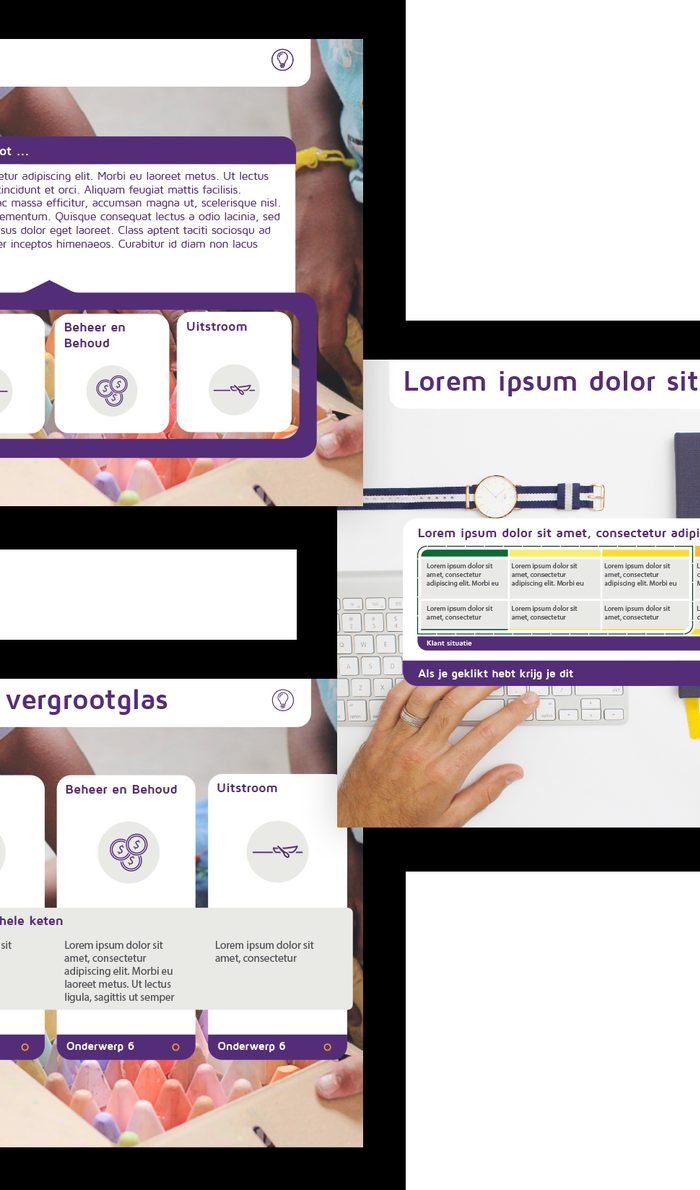 ot ...
etur adipiscing elit. Morbi eu laoreet metus. Ut lectus
tincidunt et orci. Aliquam feugiat mattis facilisis.
ac massa efficitur, accumsan magna ut, scelerisque nisl.
ementum. Quisque consequat lectus a odio lacinia, sed
sus dolor eget laoreet. Class aptent taciti sociosqu ad
er inceptos himenaeos. Curabitur id diam non lacus
Beheer en
Behoud
Uitstroom
Lorem ipsum dolor sit
Lorem ipsum dolor sit amet, consectetur adipi
Lorem ipsum dolor sit
amet, consectetur
adipiscing elit. Morbi eu
Lorem ipsum dolor sit
amet, consectetur
adipiscing elit. Morbi eu
Lorem ipsum dolor sit
amet, consectetur
adipiscing elit. Morbi eu
Lorem ipsum dolor sit
amet, consectetur
Lorem ipsum dolor sit
amet, consectetur
Lorem ipsum dolor sit
amet, consectetur
Klant situatie
Als je geklikt hebt krijg je dit
vergrootglas
Beheer en Behoud
Uitstroom
hele keten
sit
Lorem ipsum dolor sit
amet, consectetur
adipiscing elit. Morbi eu
laoreet metus. Ut lectus
ligula, sagittis ut semper
Lorem ipsum dolor sit
amet, consectetur
Onderwerp 6
Onderwerp 6